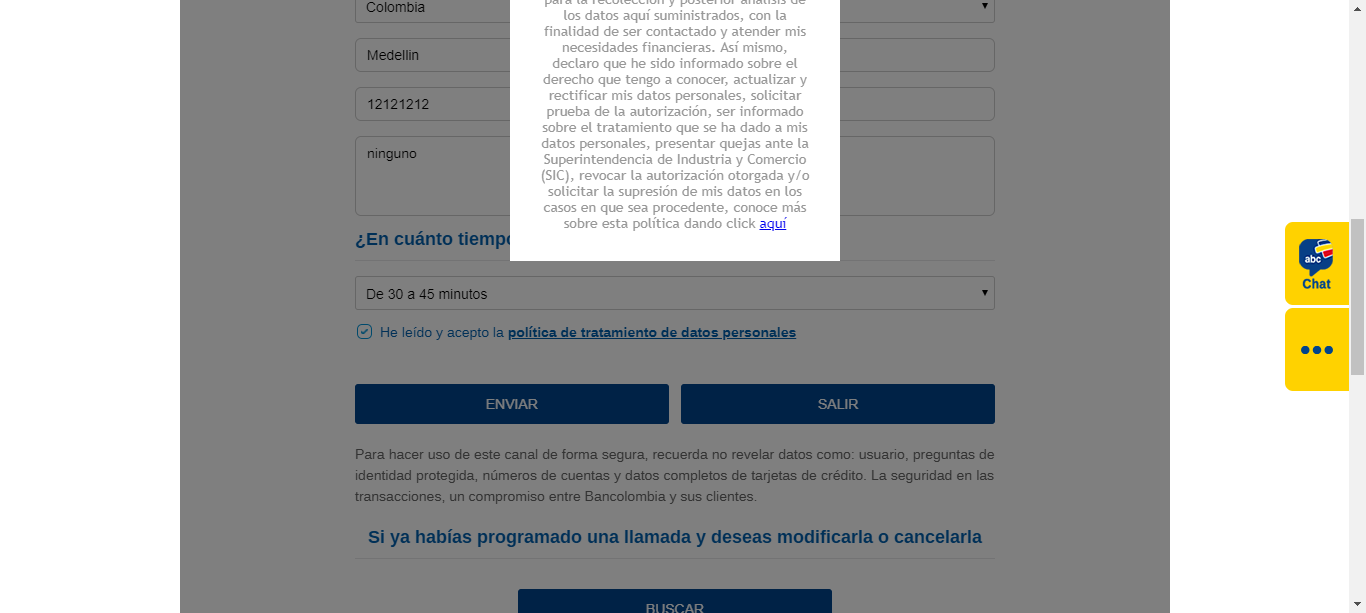 Colombia
para la recolección y posterior análisis de
los datos aquí suministrados, con la
finalidad de ser contactado y atender mis
necesidades financieras. Así mismo,
declaro que he sido informado sobre el
derecho que tengo a conocer, actualizar y
rectificar mis datos personales, solicitar
prueba de la autorización, ser informado
sobre el tratamiento que se ha dado a mis
datos personales, presentar quejas ante la
Superintendencia de Industria y Comercio
(SIC), revocar la autorización otorgada y/o
solicitar la supresión de mis datos en los
casos en que sea procedente, conoce más
sobre esta política dando click aquí
Medellin
12121212
ninguno
¿En cuánto tiempo
De 30 a 45 minutos
He leído y acepto la política de tratamiento de datos personales
ENVIAR
SALIR
Para hacer uso de este canal de forma segura, recuerda no revelar datos como: usuario, preguntas de
identidad protegida, números de cuentas y datos completos de tarjetas de crédito. La seguridad en las
transacciones, un compromiso entre Bancolombia y sus clientes.
Si ya habías programado una llamada y deseas modificarla o cancelarla
BUSCAR
abc
Chat